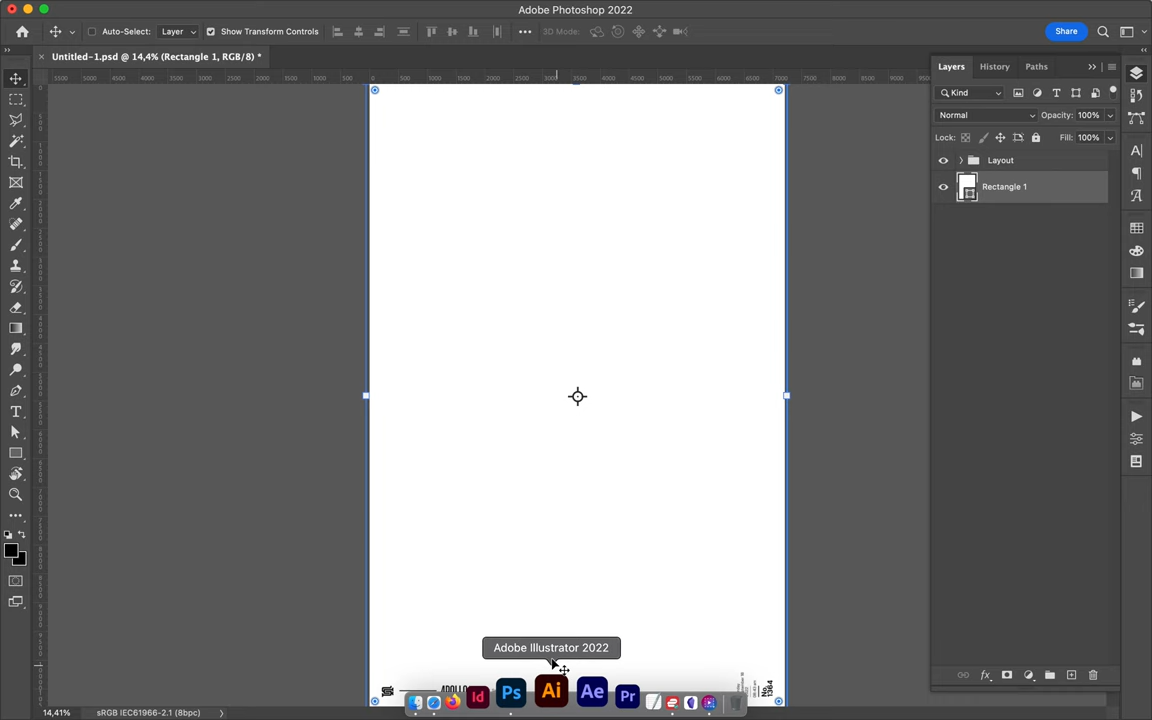 Adobe Photoshop 2022
Auto-Select:
Layer
Show Transform Controls
3D Mode:
Share
Untitled-1.psd @ 14,4% (Rectangle 1, RGB/8) *
Layers
History
Paths
Kind
Normal
Opacity:
100%
Lock:
Fill:
100%
Layout
Rectangle 1
Adobe Illustrator 2022
Id
Ps
Ai
Ae
Pr
14,41%
sRGB IEC61966-2.1 (8bpc)